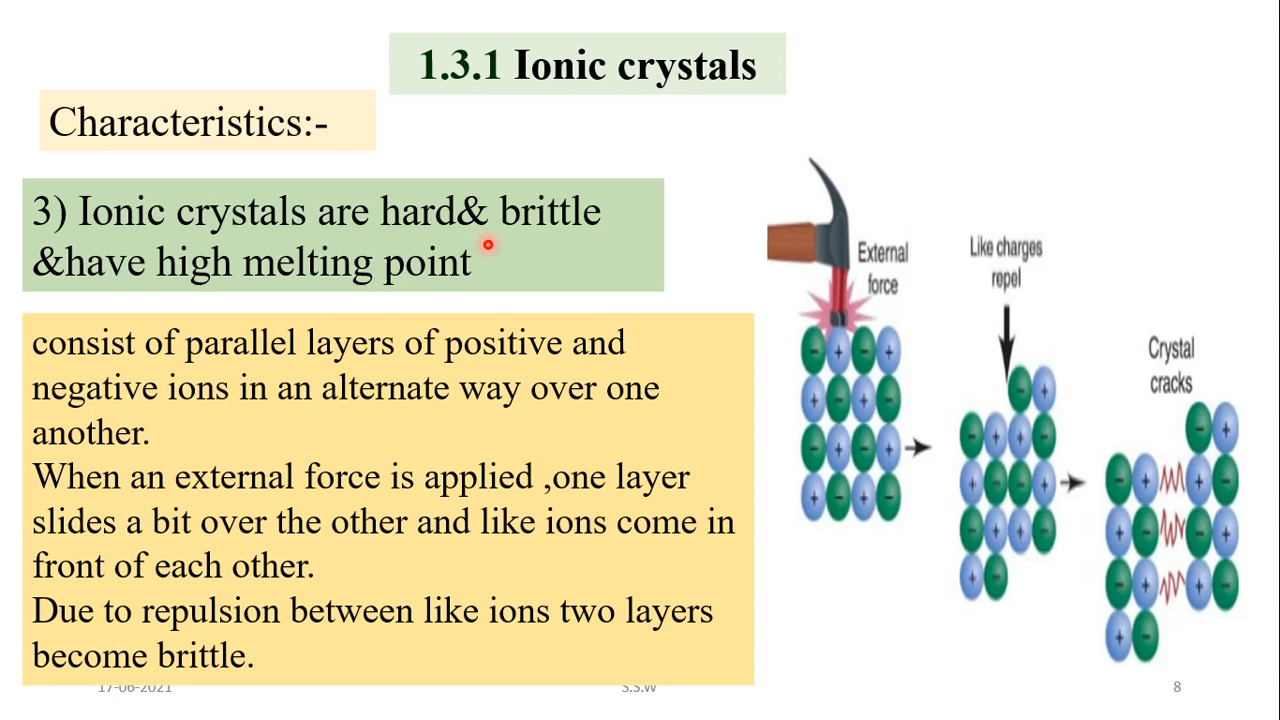 1.3.1 Ionic crystals
Characteristics:-
3) Ionic crystals are hard& brittle
&have high melting point
consist of parallel layers of positive and
negative ions in an alternate way over one
another.
When an external force is applied ,one layer
slides a bit over the other and like ions come in
front of each other.
Due to repulsion between like ions two layers
become brittle.
External
force
Like charges
repel
Crystal
cracks
- + - +
+ - + -
- + - +
+ - + -
- +
- + + -
+ - - +
- + + -
+ -
- +
- + + -
+ - - +
- + + -
+ -
17-06-2021
S.S.W
8